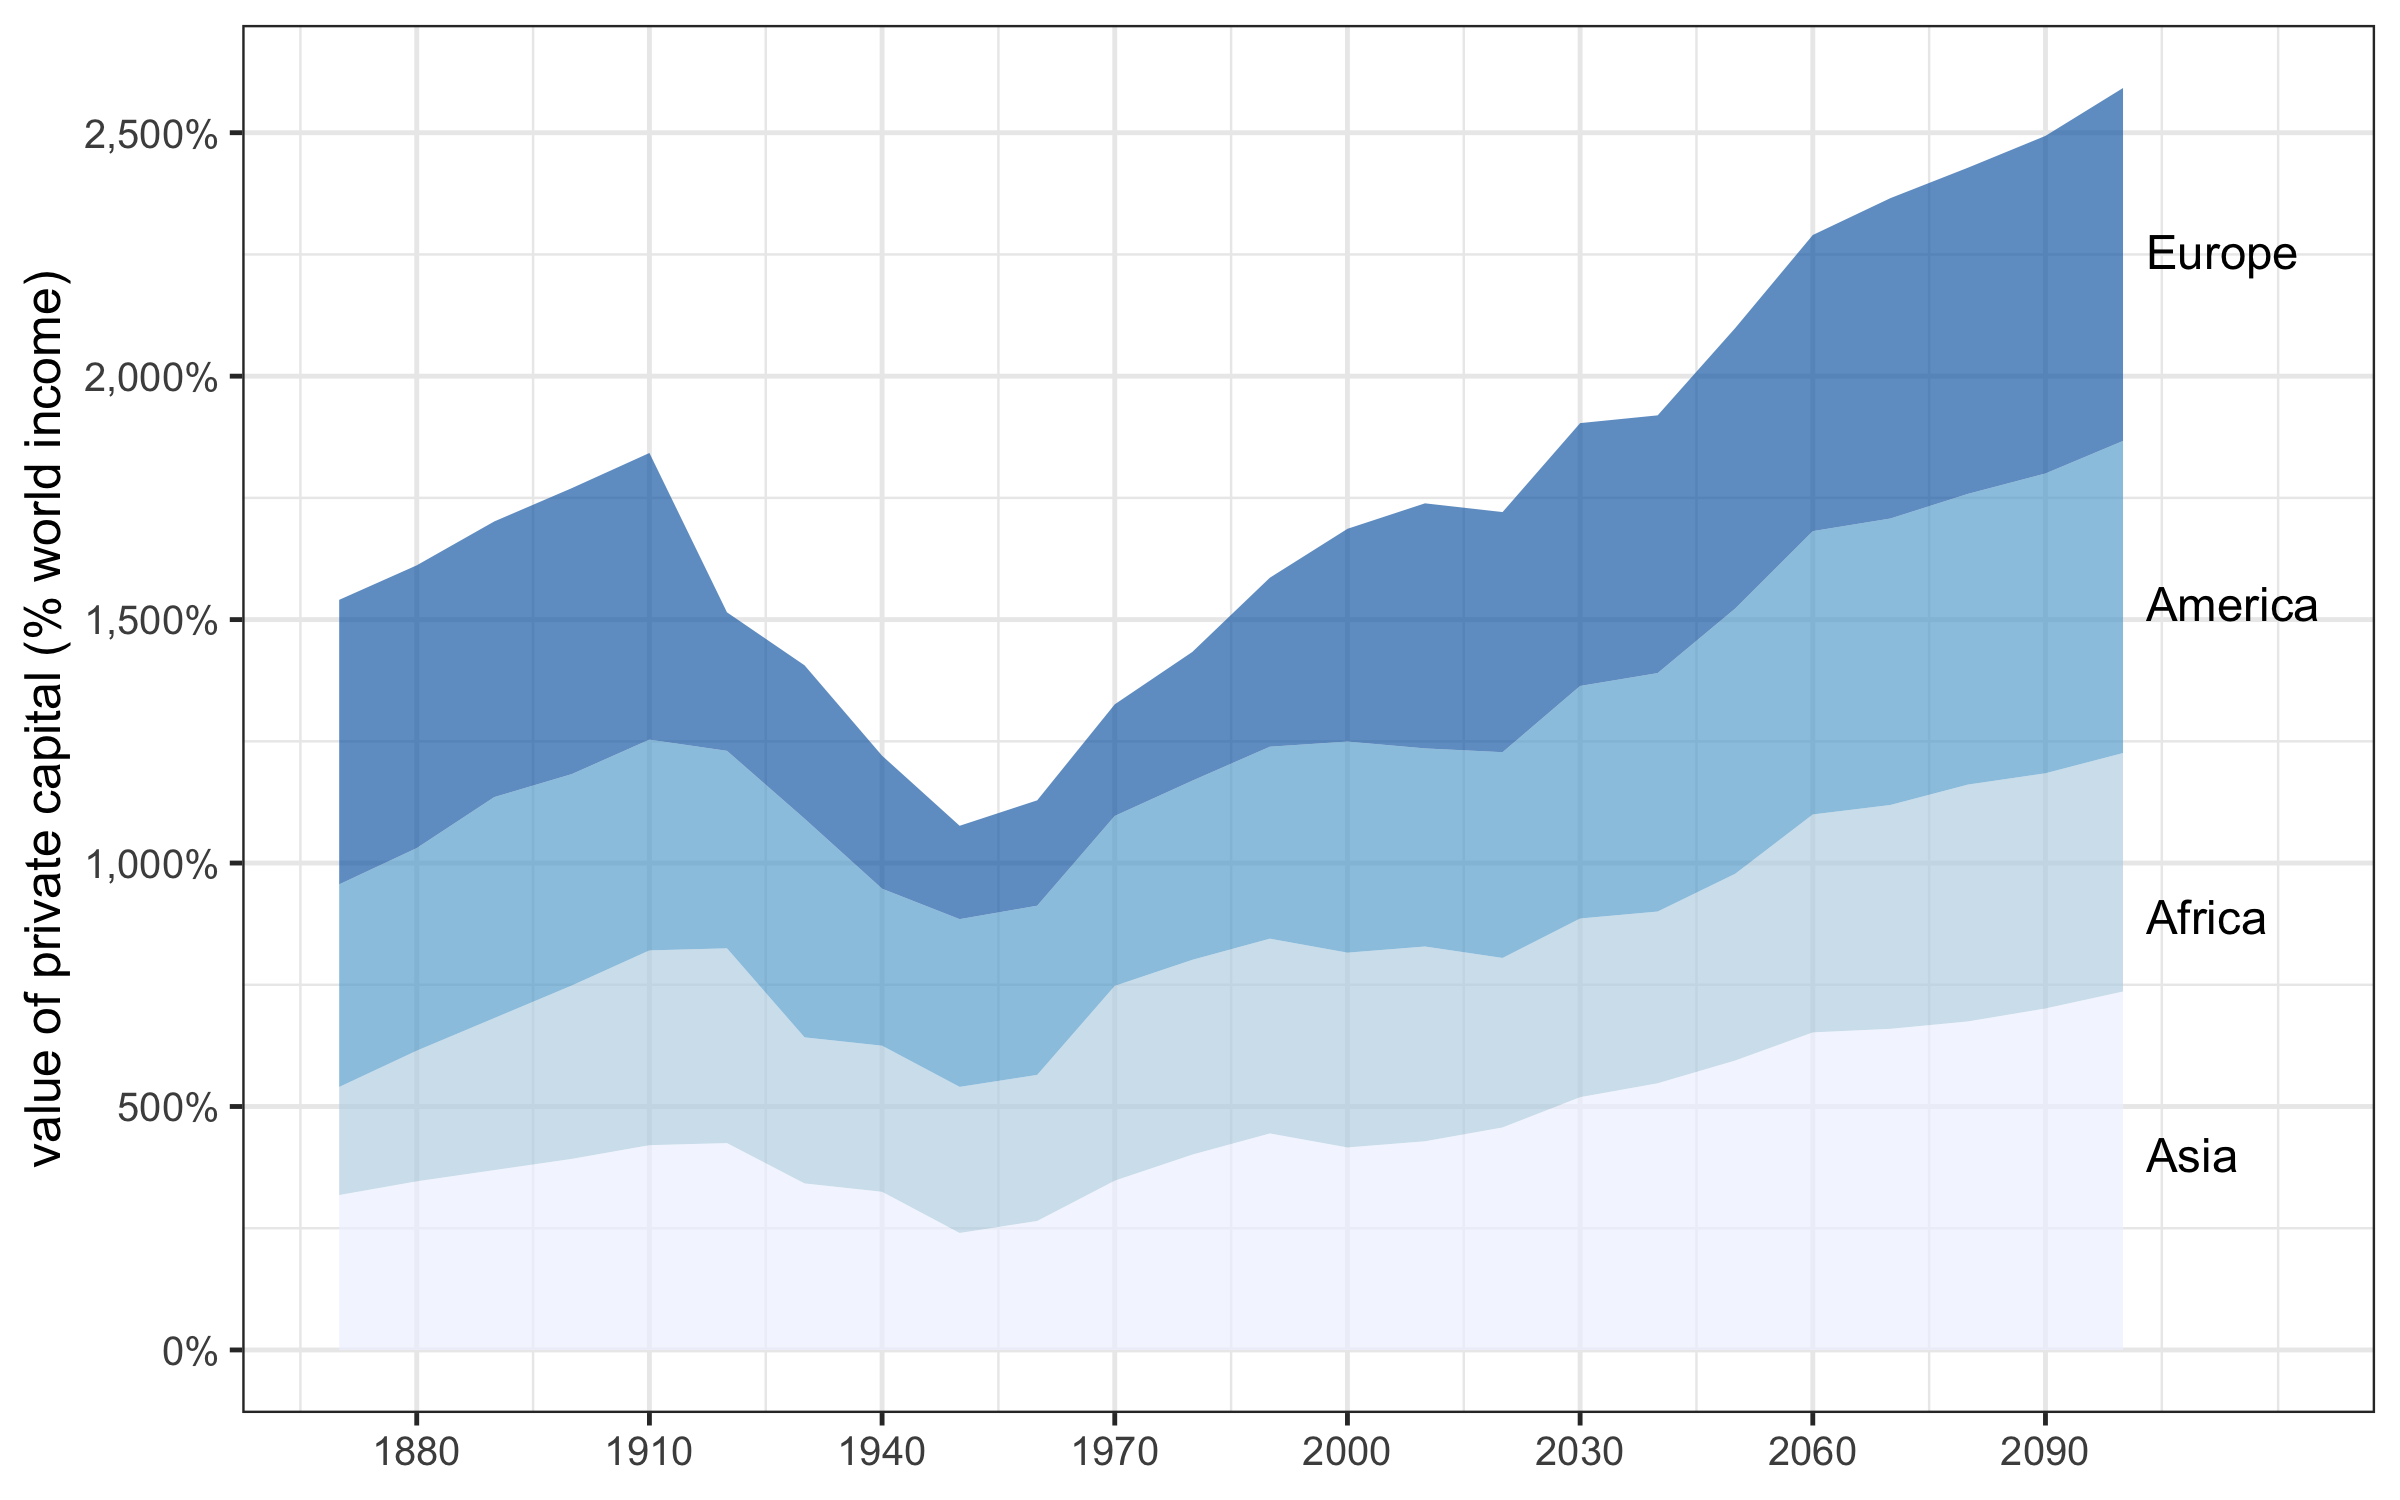 value of private capital (% world income)
2,500%
2,000%
1,500%
1,000%
500%
0%
Europe
America
Africa
Asia
1880 1910 1940 1970 2000 2030 2060 2090